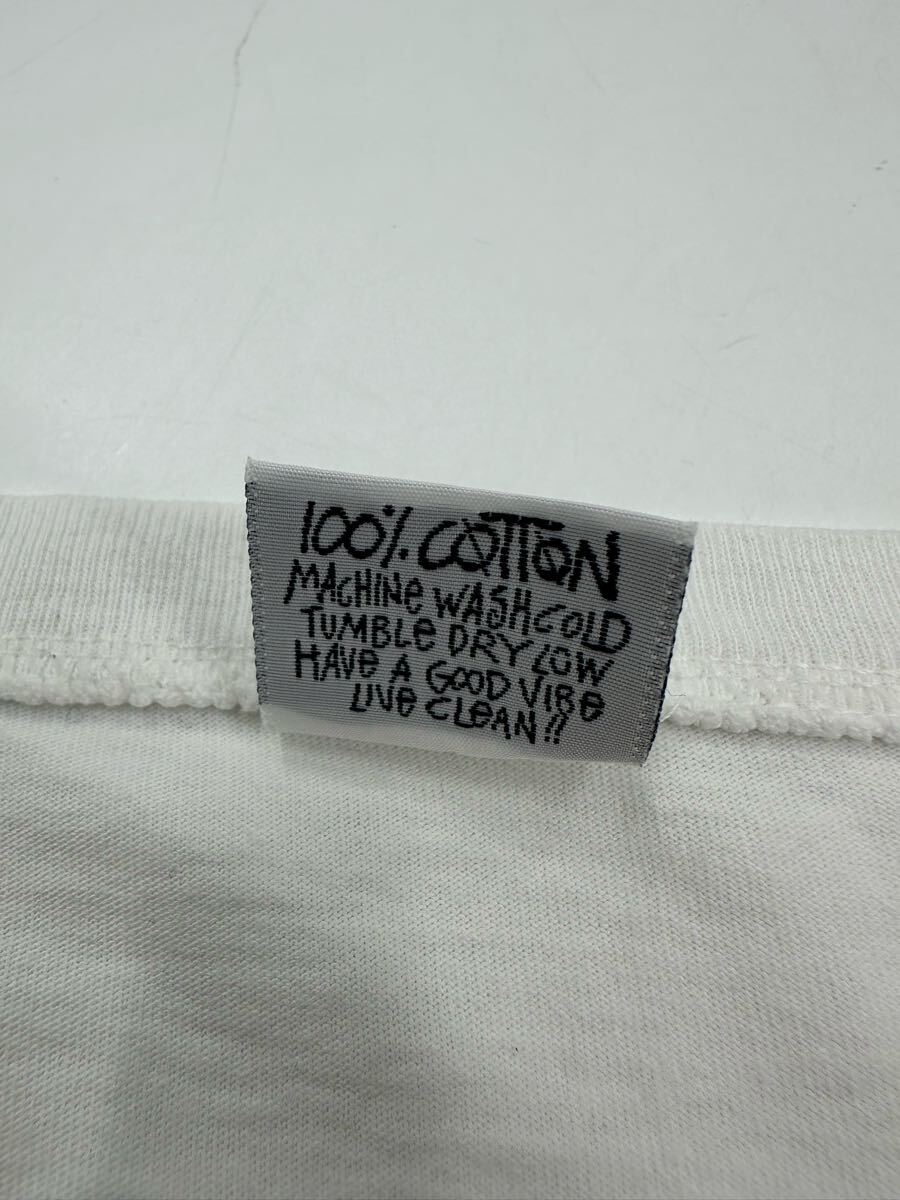 100% COTTON
MACHINE WASH COLD
TUMBLE DRY LOW
HAVE A GOOD VIBE
LIVE CLEAN!!